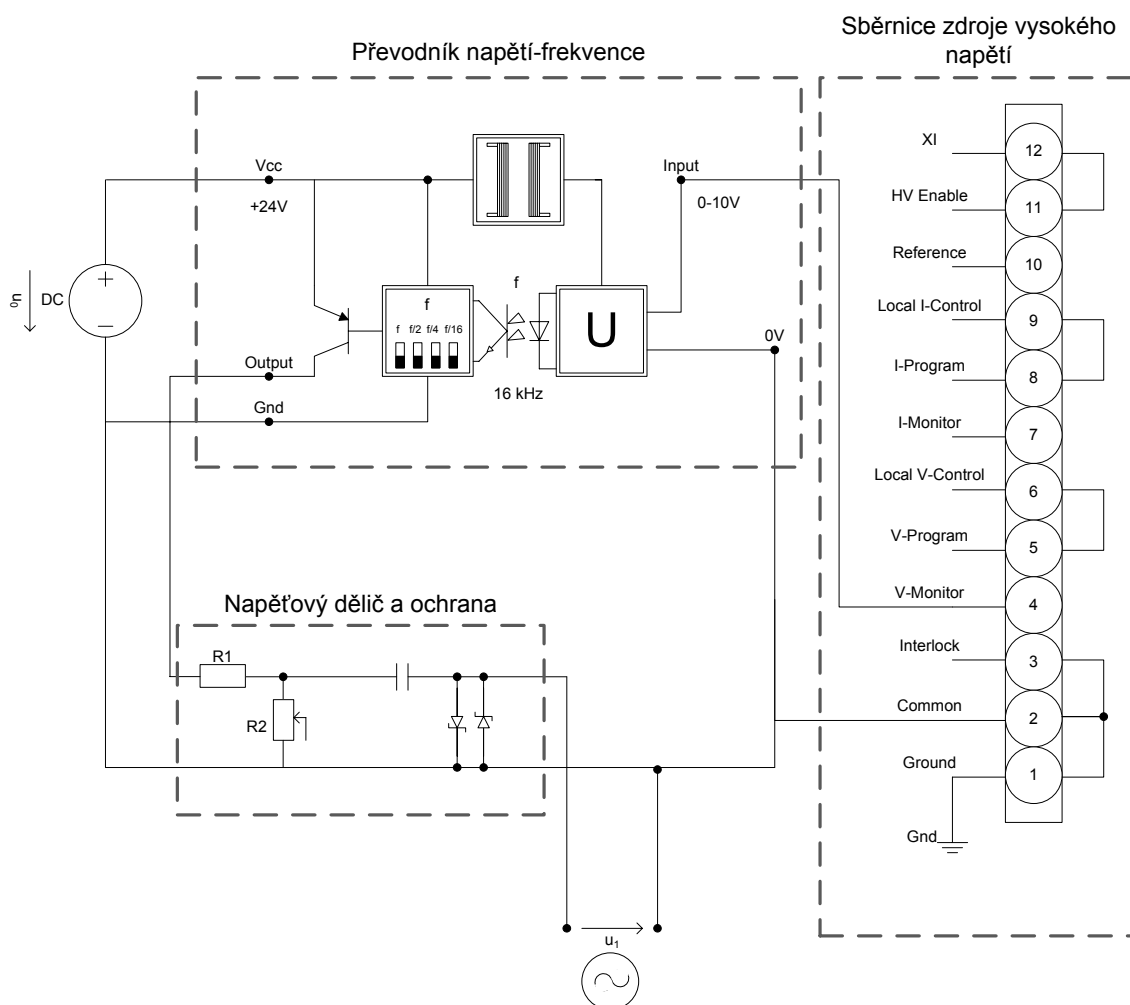 Sběrnice zdroje vysokého
napětí
Převodník napětí-frekvence
XI
12
Vcc
+24V
Input
0-10V
HV Enable
11
Reference
10
u0
DC
f
f
f f/2 f/4 f/16
U
16 kHz
0V
Local I-Control
9
Output
I-Program
8
Gnd
I-Monitor
7
Local V-Control
6
V-Program
5
V-Monitor
4
Napěťový dělič a ochrana
R1
R2
Interlock
3
Common
2
Ground
1
Gnd
u1